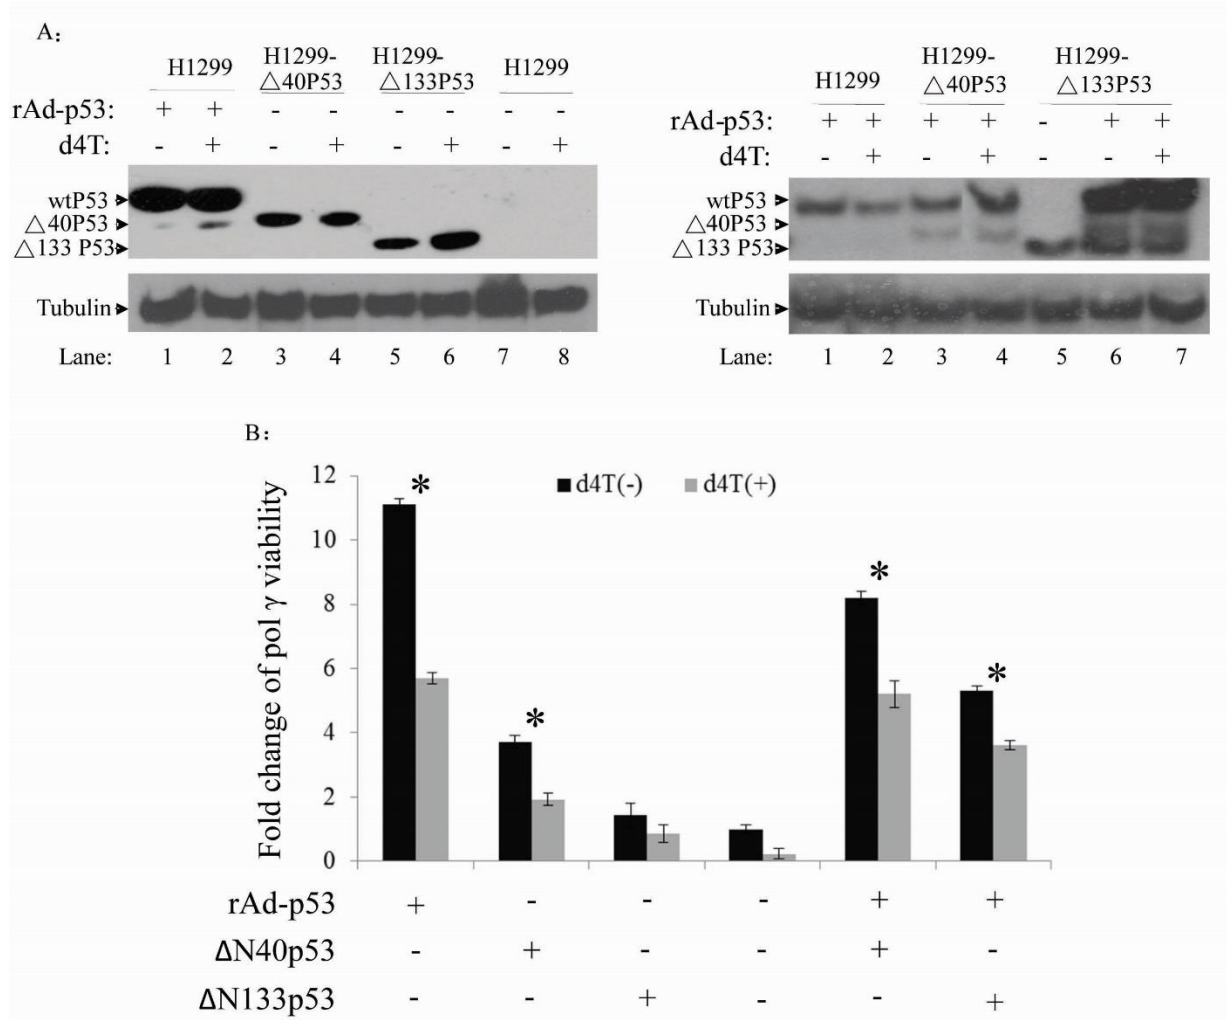 A:
H1299 H1299-△40P53 H1299-△133P53 H1299
rAd-p53: + + - - - - - -
d4T: - + - + - + - +
wtP53
△40P53
△133 P53
Tubulin
Lane: 1 2 3 4 5 6 7 8
H1299 H1299-△40P53 H1299-△133P53
rAd-p53: + + + + - + +
d4T: - + - + - - +
wtP53
△40P53
△133 P53
Tubulin
Lane: 1 2 3 4 5 6 7
B:
Fold change of pol γ viability
d4T(-) d4T(+)
12
10
8
6
4
2
0
* * * *
rAd-p53 + - - - + +
ΔN40p53 - + - - + -
ΔN133p53 - - + - - +